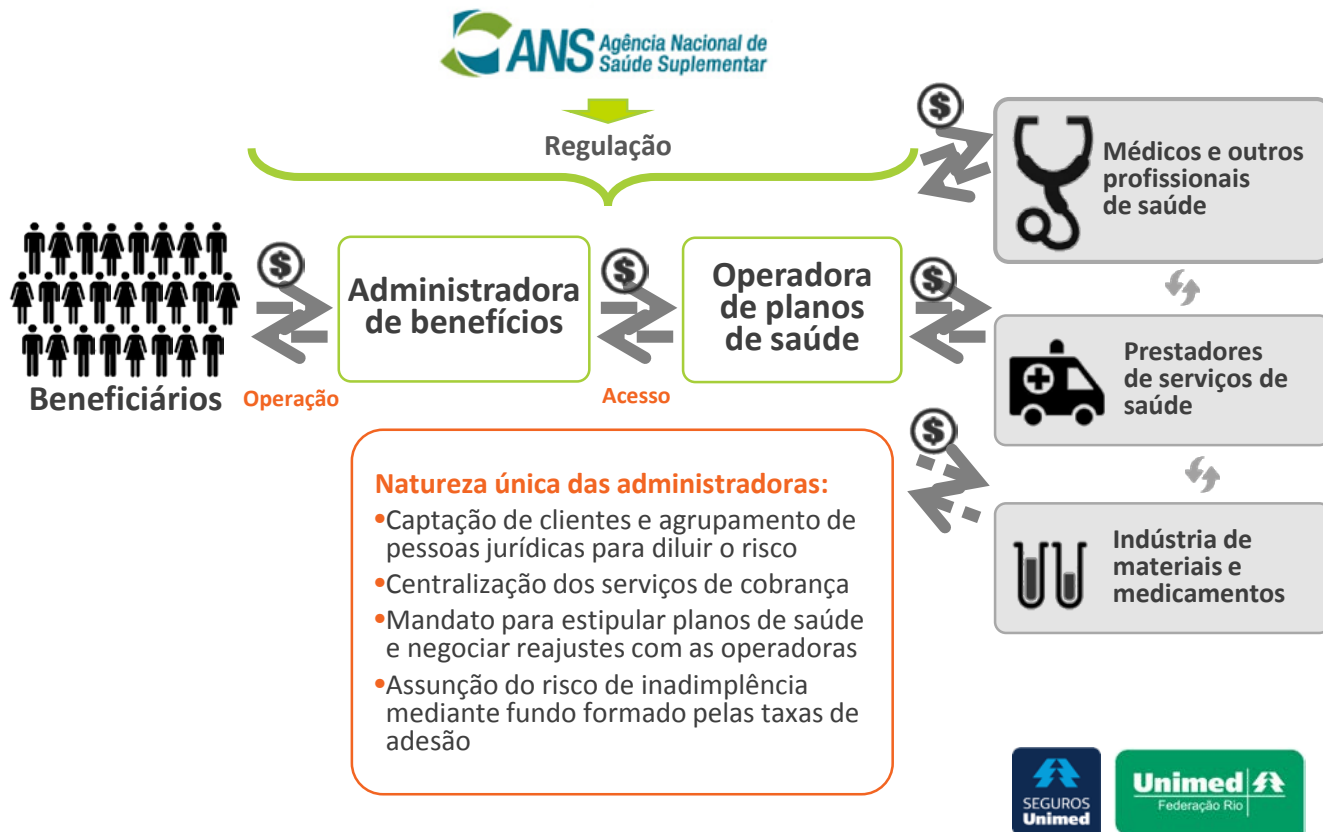 ANS Agência Nacional de
Saúde Suplementar
Regulação
Beneficiários
Operação
Administradora
de benefícios
Acesso
Operadora
de planos
de saúde
Médicos e outros
profissionais
de saúde
Prestadores
de serviços de
saúde
Indústria de
materiais e
medicamentos
$
$
$
$
$
Natureza única das administradoras:
•Captação de clientes e agrupamento de
pessoas jurídicas para diluir o risco
•Centralização dos serviços de cobrança
•Mandato para estipular planos de saúde
e negociar reajustes com as operadoras
•Assunção do risco de inadimplência
mediante fundo formado pelas taxas de
adesão
SEGUROS
Unimed
Unimed
Federação Rio